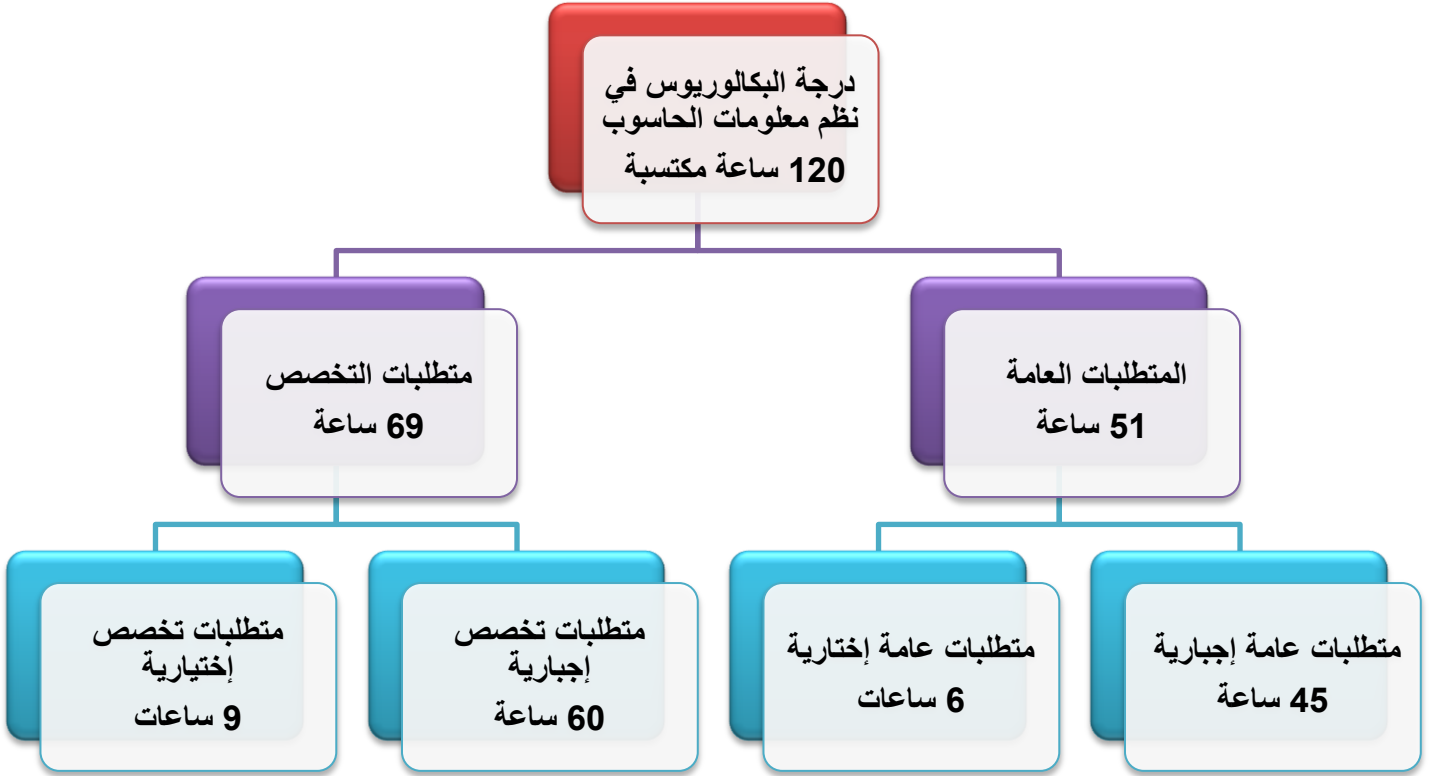 درجة البكالوريوس في
نظم معلومات الحاسوب
120 ساعة مكتسبة
المتطلبات العامة
51 ساعة
متطلبات التخصص
69 ساعة
متطلبات عامة إجبارية
45 ساعة
متطلبات عامة إختارية
6 ساعات
متطلبات تخصص
إجبارية
60 ساعة
متطلبات تخصص
إختيارية
9 ساعات